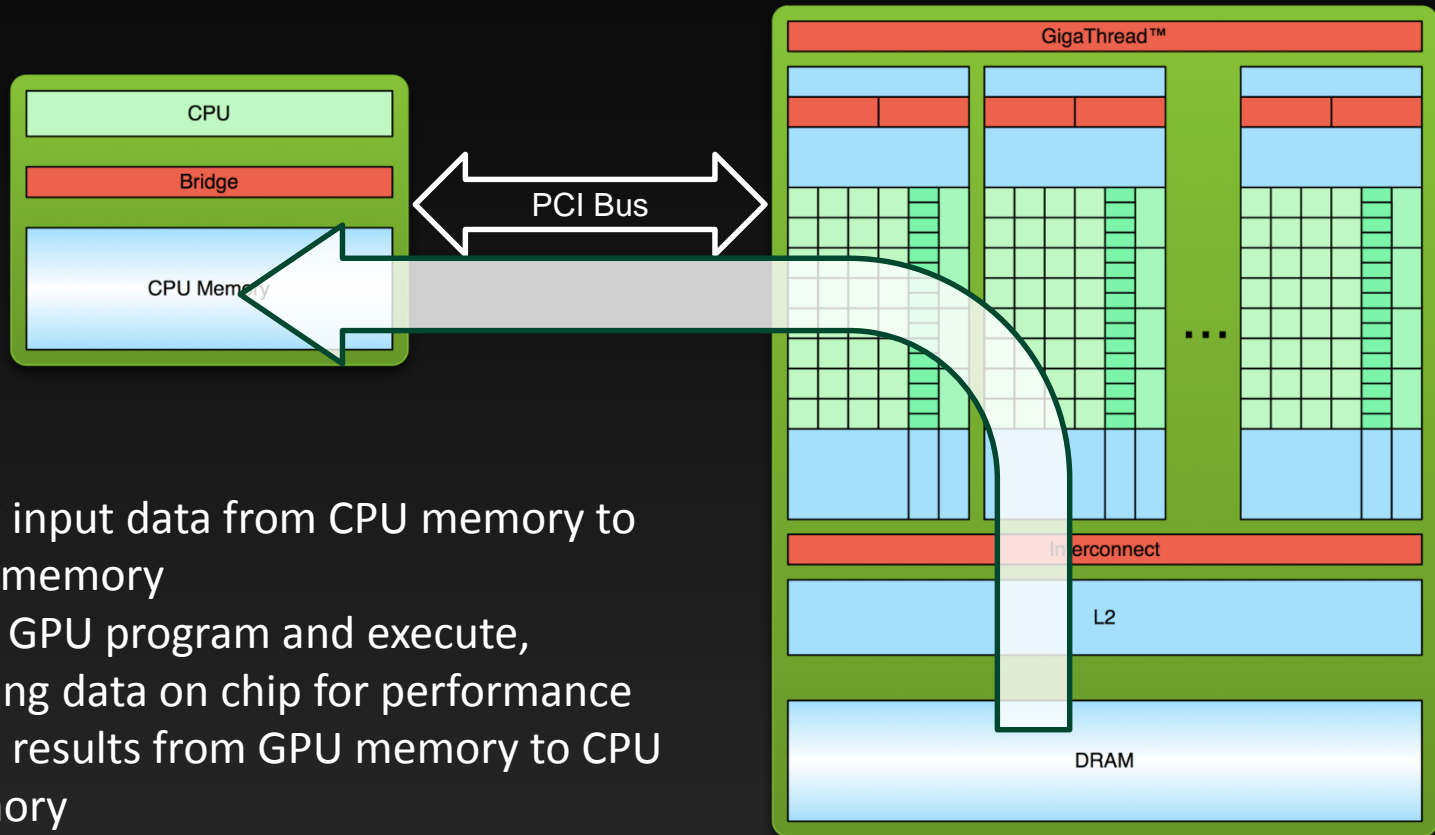 GigaThread™
CPU
Bridge
PCI Bus
CPU Memory
...
input data from CPU memory to
memory
GPU program and execute,
ng data on chip for performance
results from GPU memory to CPU
ory
Interconnect
L2
DRAM